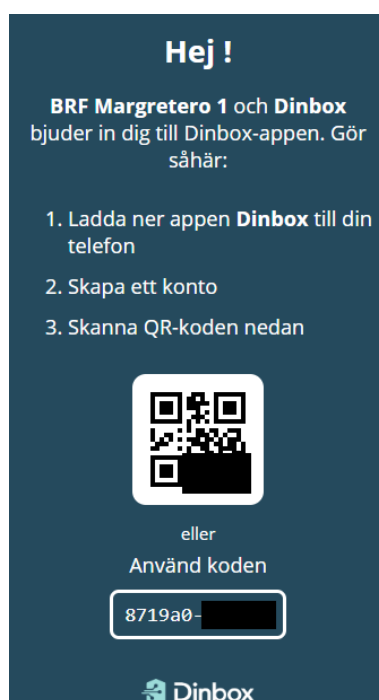 Hej !
BRF Margretero 1 och Dinbox
bjuder in dig till Dinbox-appen. Gör
såhär:
1. Ladda ner appen Dinbox till din
telefon
2. Skapa ett konto
3. Skanna QR-koden nedan
eller
Använd koden
8719a0-
Dinbox